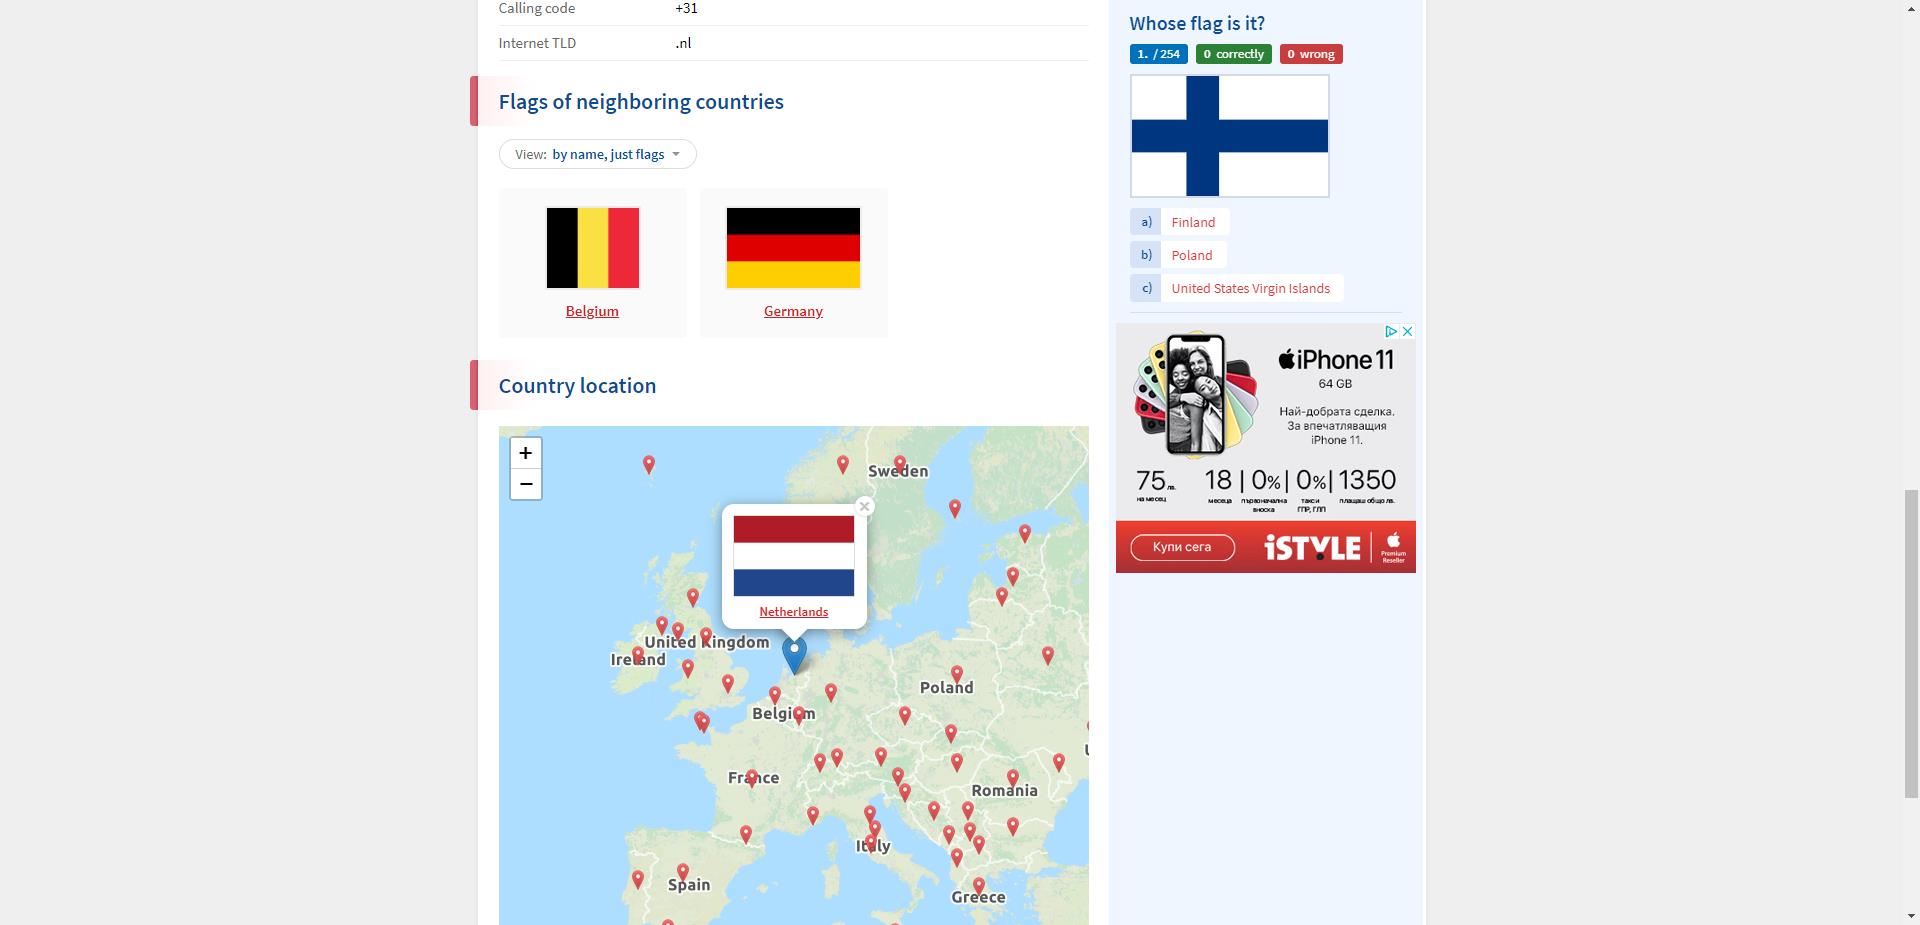 Calling code +31
Internet TLD .nl
Flags of neighboring countries
View: by name, just flags
Belgium Germany
Country location
+
−
Sweden
Netherlands
United Kingdom
Ireland
Poland
Belgium
France
Romania
Italy
Spain
Greece
Whose flag is it?
1. / 254 0 correctly 0 wrong
a) Finland
b) Poland
c) United States Virgin Islands
iPhone 11
64 GB
Най-добрата сделка.
За впечатляващия
iPhone 11.
75лв. 18 | 0% | 0% | 1350
на месец месеца първоначална такси плащаш общо лв.
вноска ГПР, ГЛП
Купи сега iSTYLE Premium
Reseller